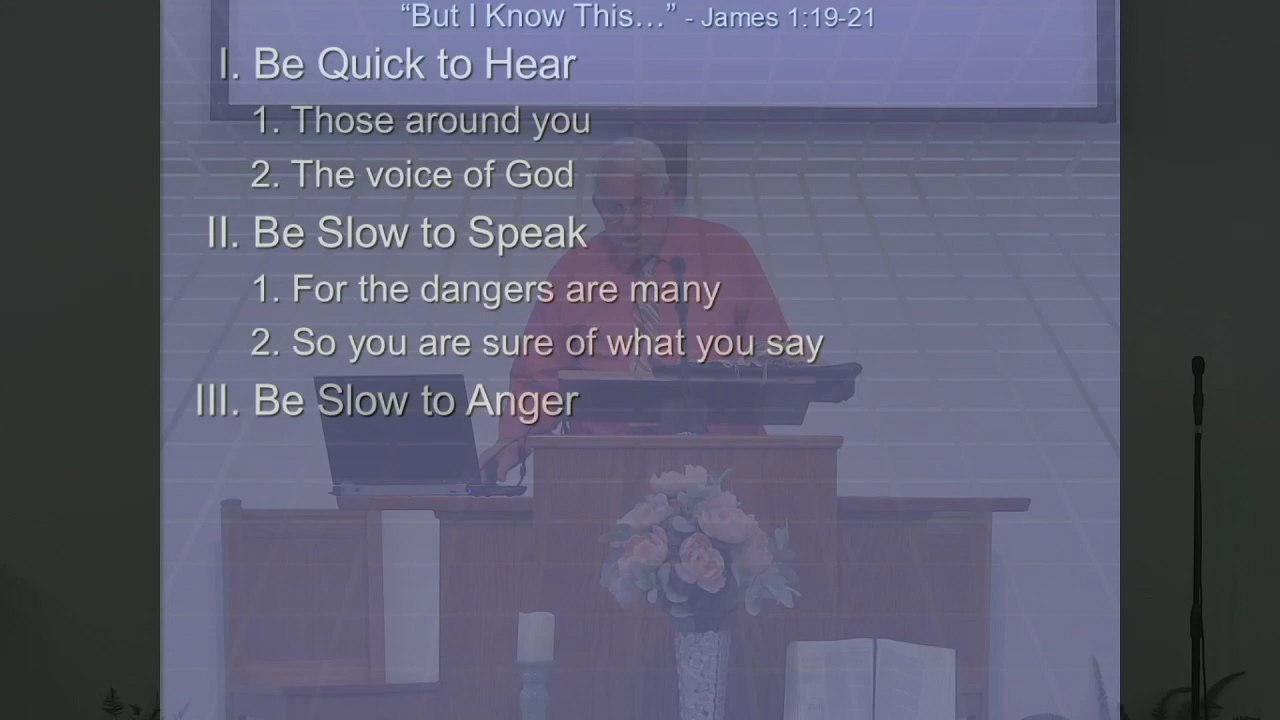 “But I Know This…” - James 1:19-21
I. Be Quick to Hear
1. Those around you
2. The voice of God
II. Be Slow to Speak
1. For the dangers are many
2. So you are sure of what you say
III. Be Slow to Anger